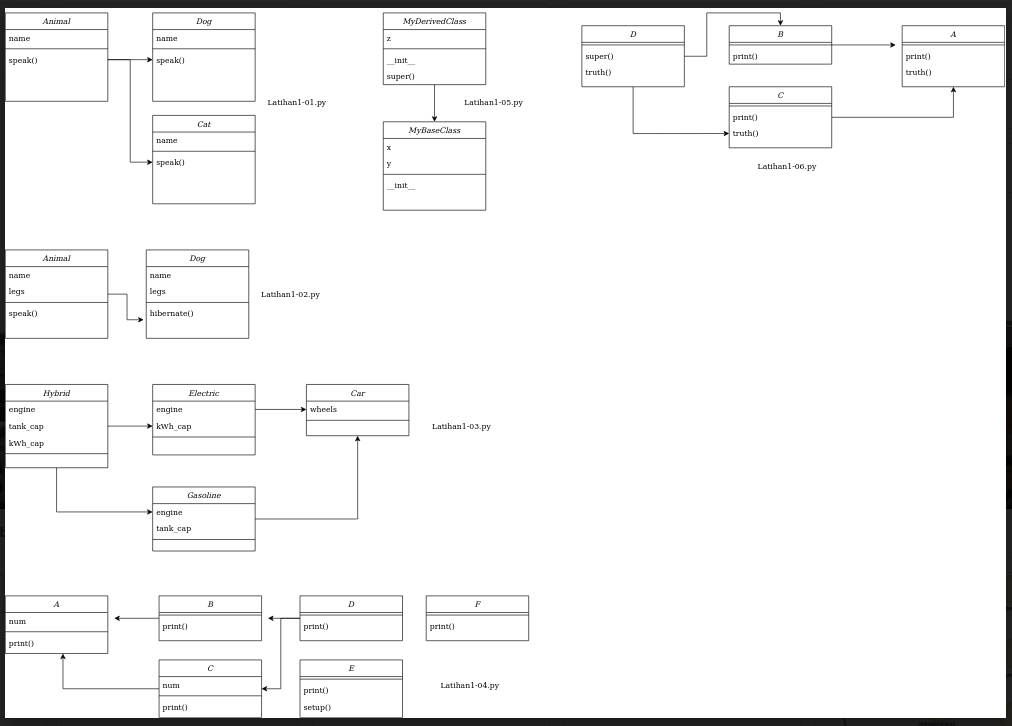 Animal
name
speak()
Dog
name
speak()
Cat
name
speak()
Latihan1-01.py
MyDerivedClass
z
__init__
super()
MyBaseClass
x
y
__init__
Latihan1-05.py
D
super()
truth()
B
print()
A
print()
truth()
C
print()
truth()
Latihan1-06.py
Animal
name
legs
speak()
Dog
name
legs
hibernate()
Latihan1-02.py
Hybrid
engine
tank_cap
kWh_cap
Electric
engine
kWh_cap
Car
wheels
Gasoline
engine
tank_cap
Latihan1-03.py
A
num
print()
B
print()
D
print()
F
print()
C
num
print()
E
print()
setup()
Latihan1-04.py